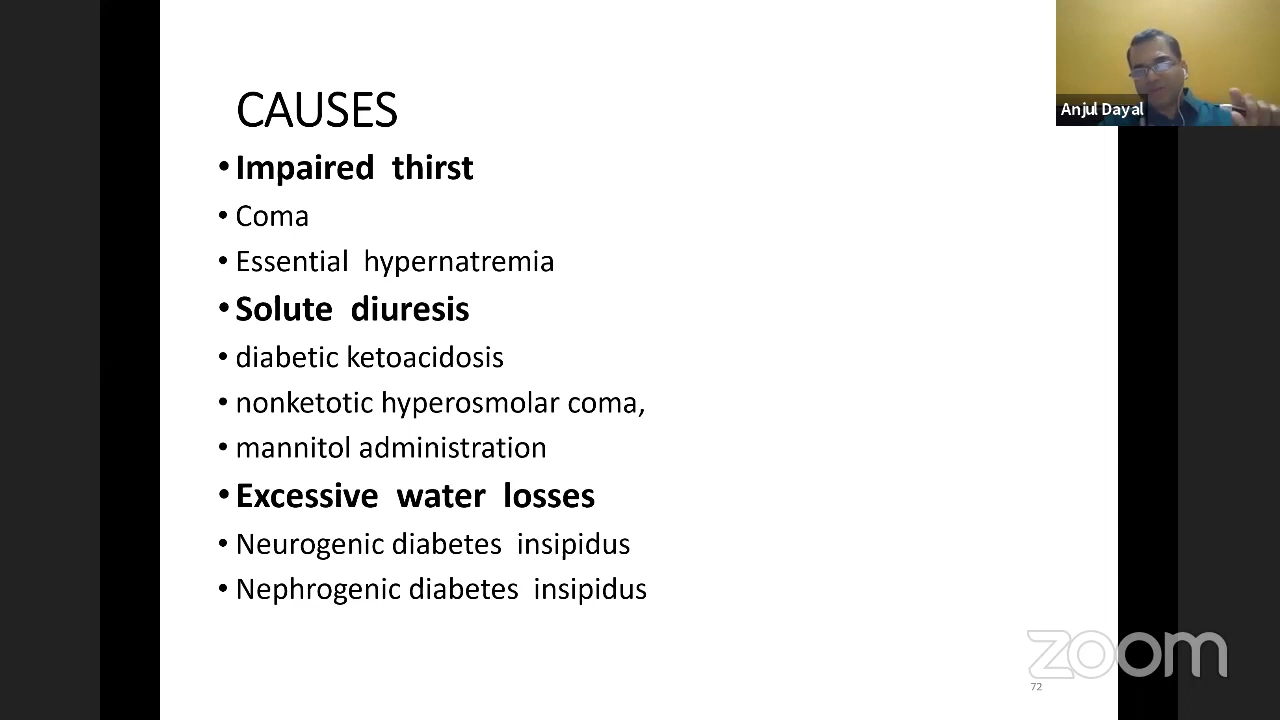 CAUSES
Anjul Dayal
• Impaired thirst
• Coma
• Essential hypernatremia
• Solute diuresis
• diabetic ketoacidosis
• nonketotic hyperosmolar coma,
• mannitol administration
• Excessive water losses
• Neurogenic diabetes insipidus
• Nephrogenic diabetes insipidus
zoom
72